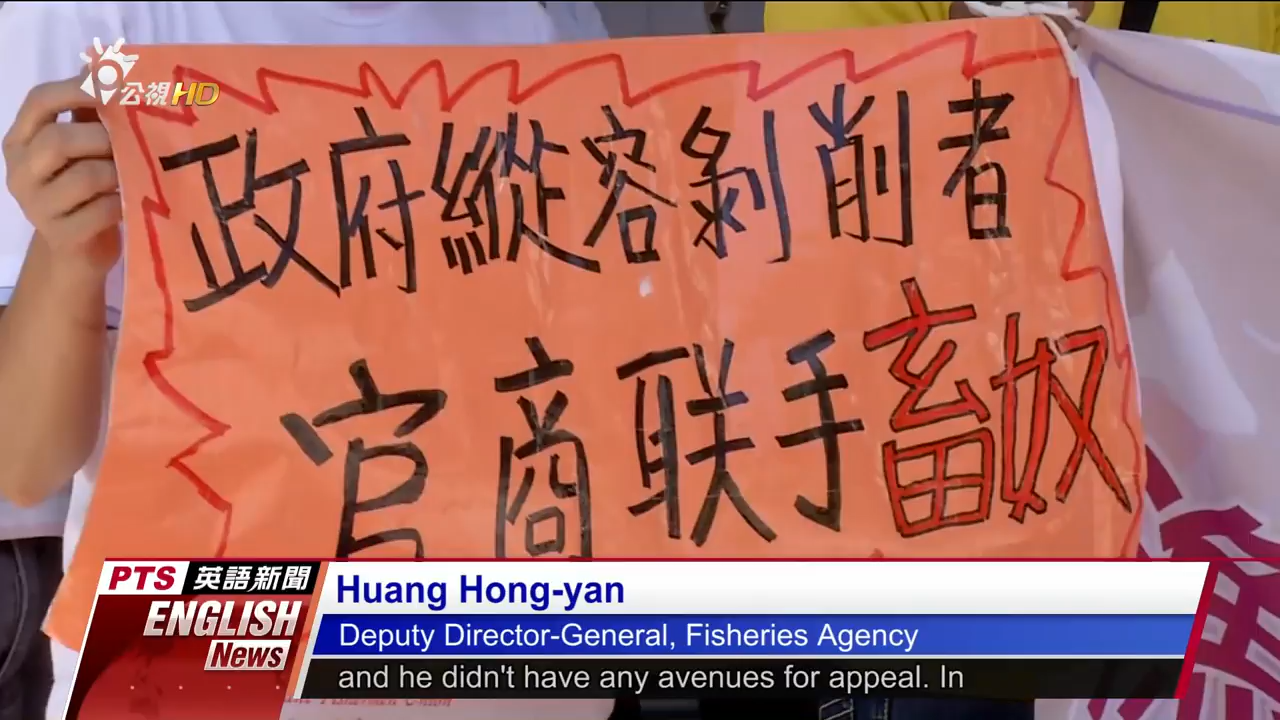 公視HD
政府縱容剝削者
官商联手畜奴
PTS 英語新聞
ENGLISH
News
Huang Hong-yan
Deputy Director-General, Fisheries Agency
and he didn't have any avenues for appeal. In